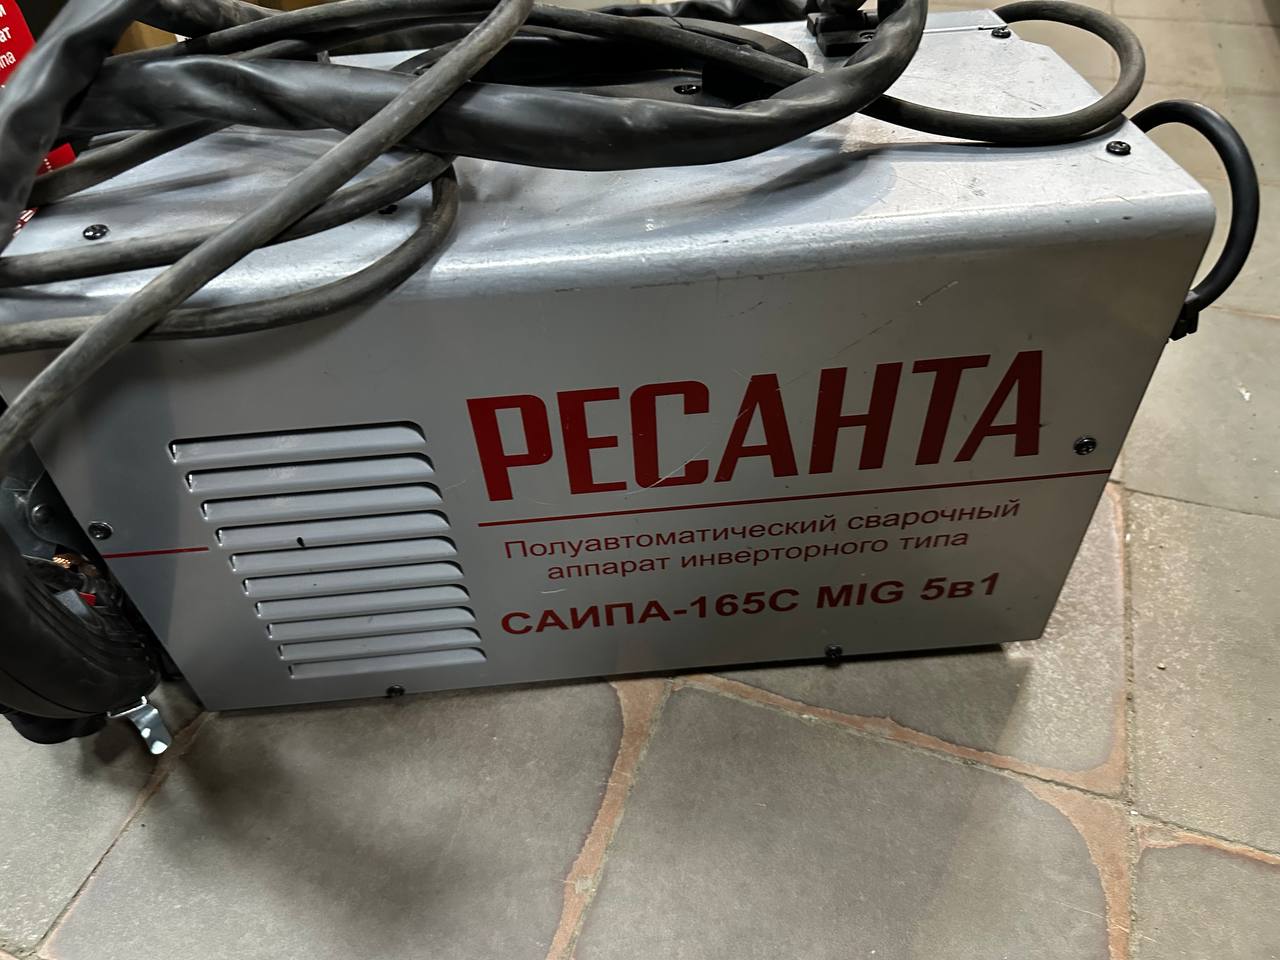 РЕСАНТА
Полуавтоматический сварочный
аппарат инверторного типа
САИПА-165С MIG 5в1